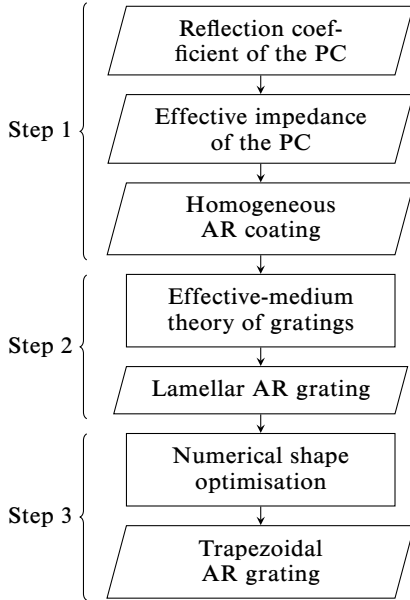 Reflection coef-
ficient of the PC
Step 1
Effective impedance
of the PC
Homogeneous
AR coating
Effective-medium
theory of gratings
Step 2
Lamellar AR grating
Numerical shape
optimisation
Step 3
Trapezoidal
AR grating